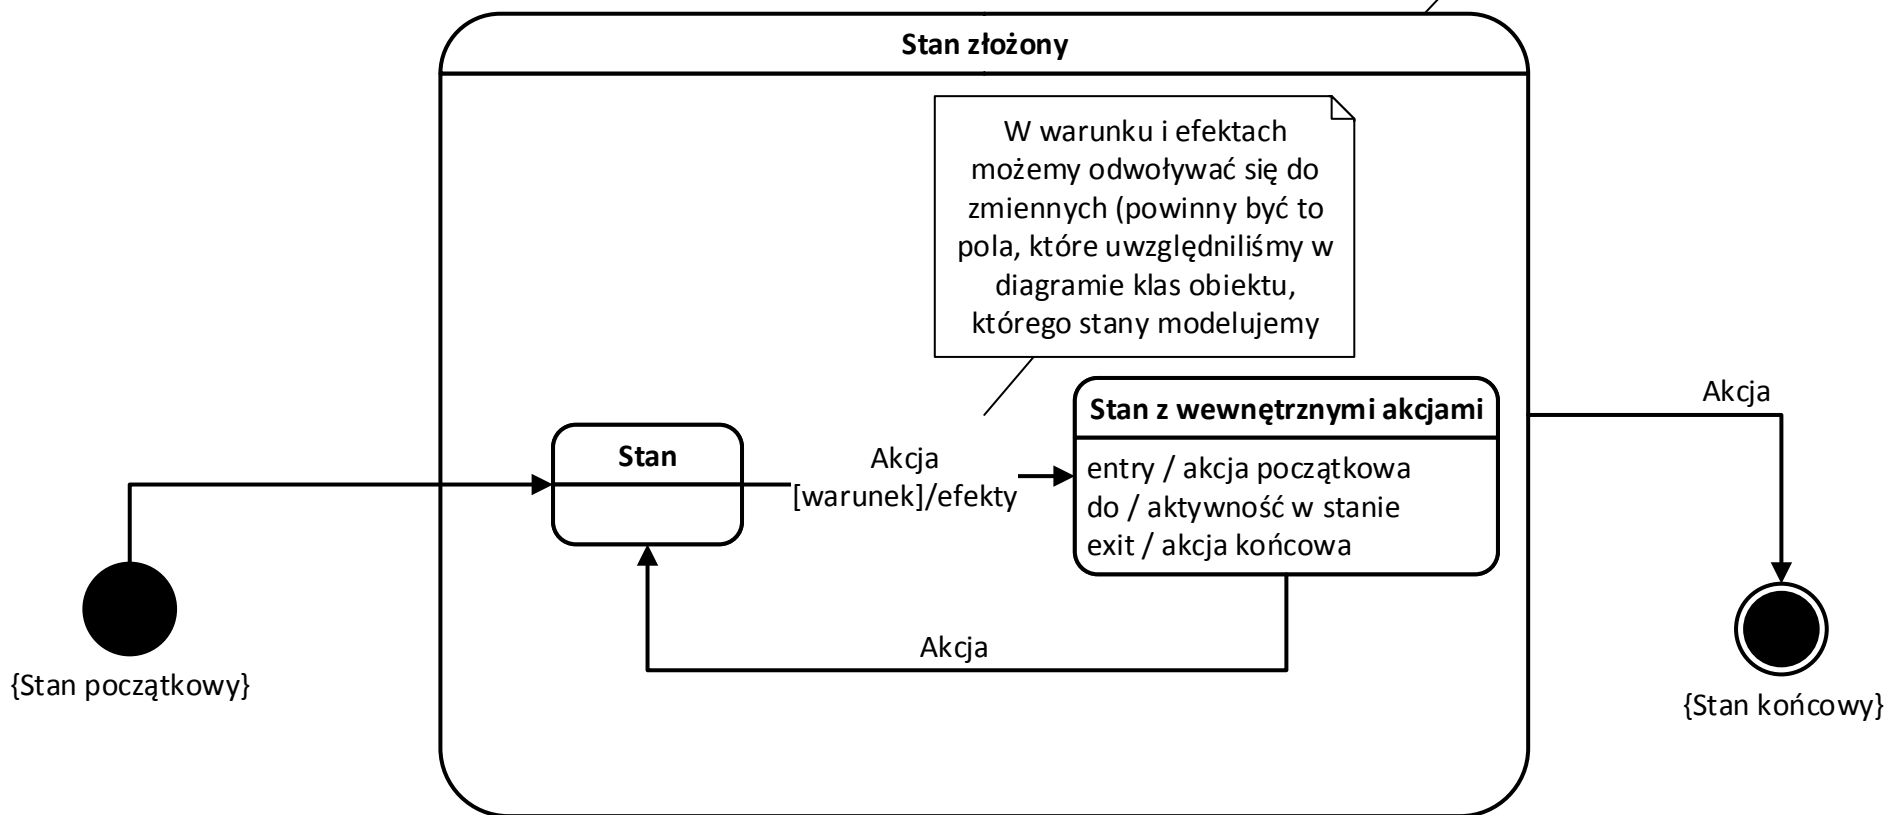 Stan złożony
W warunku i efektach
możemy odwoływać się do
zmiennych (powinny być to
pola, które uwzględniliśmy w
diagramie klas obiektu,
którego stany modelujemy
Akcja
Stan z wewnętrznymi akcjami
Stan
Akcja
[warunek]/efekty
entry / akcja początkowa
do / aktywność w stanie
exit / akcja końcowa
Akcja
{Stan początkowy}
{Stan końcowy}